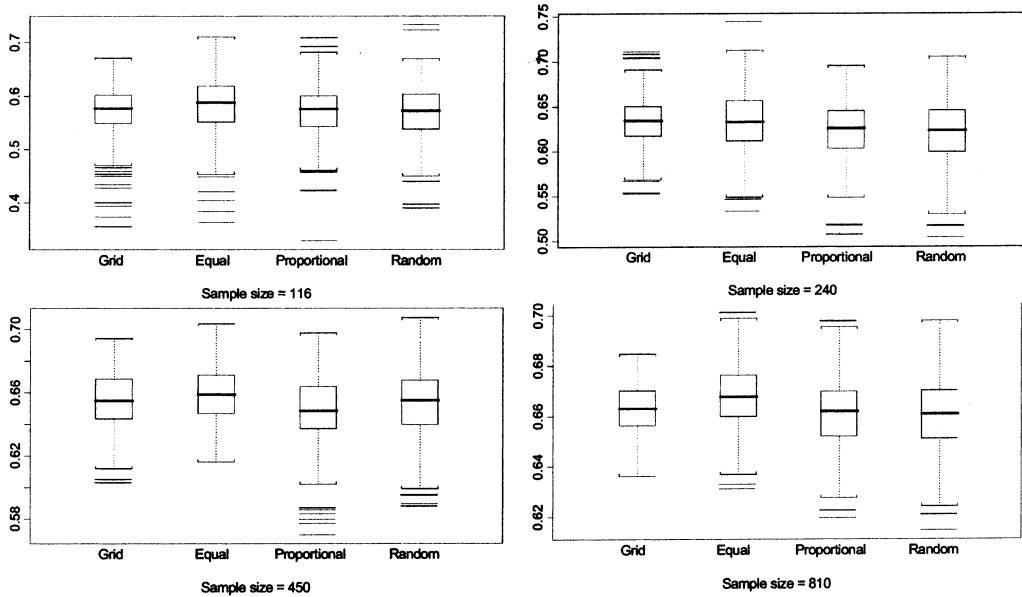 0.7
0.6
0.5
0.4
Grid Equal Proportional Random
Sample size = 116
0.75
0.70
0.65
0.60
0.55
0.50
Grid Equal Proportional Random
Sample size = 240
0.70
0.66
0.62
0.58
Grid Equal Proportional Random
Sample size = 450
0.70
0.68
0.66
0.64
0.62
Grid Equal Proportional Random
Sample size = 810